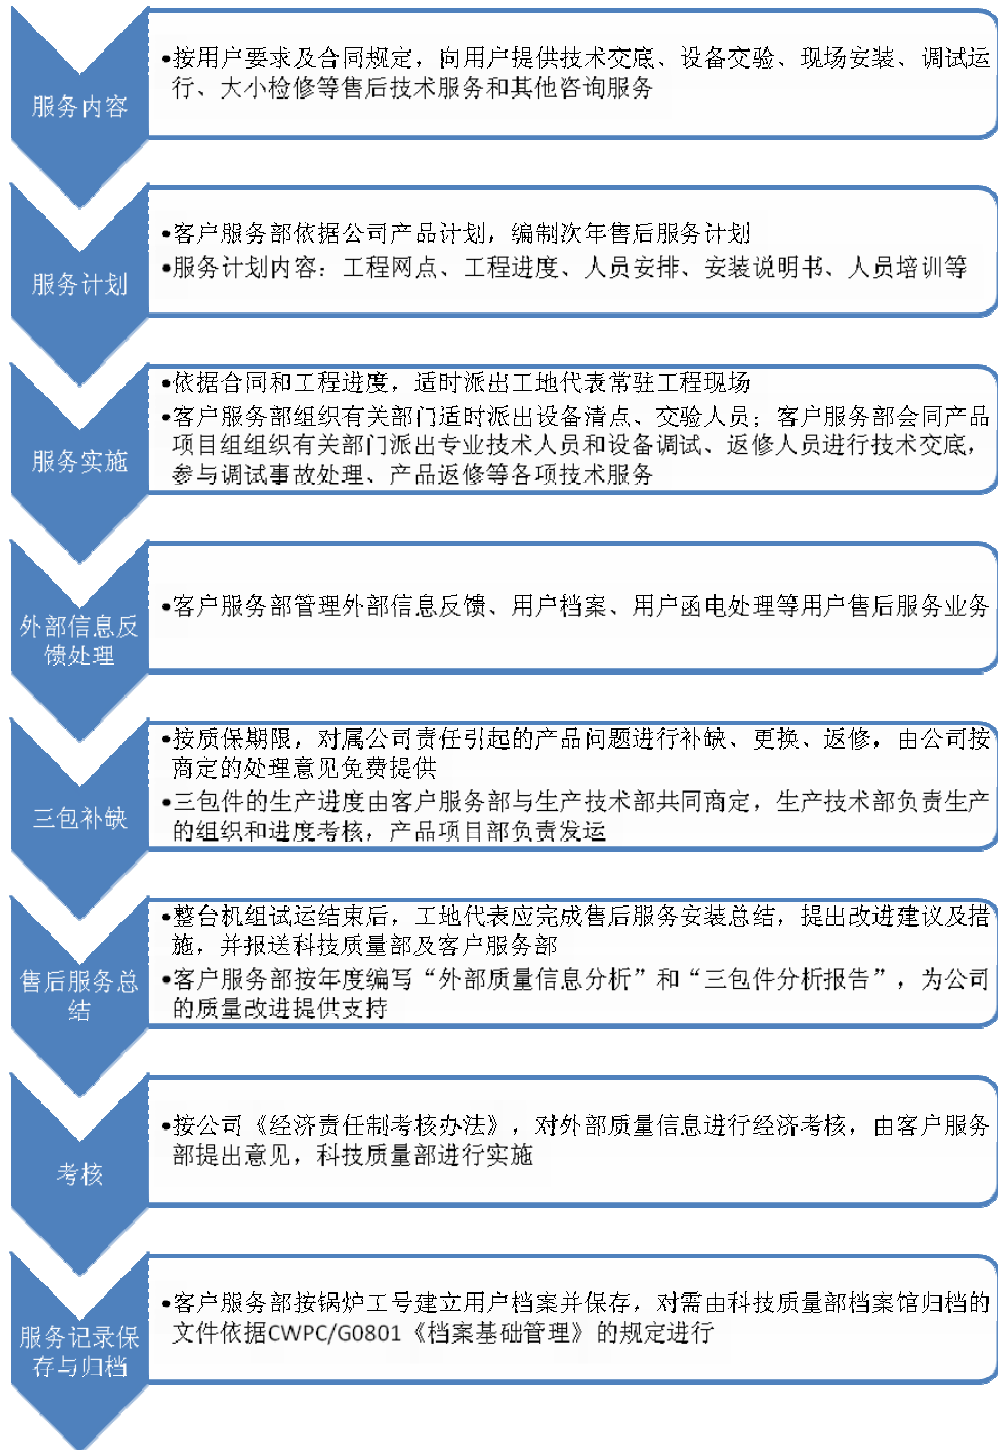 服务内容
•按用户要求及合同规定，向用户提供技术交底、设备交验、现场安装、调试运
行、大小检修等售后技术服务和其他咨询服务
服务计划
•客户服务部依据公司产品计划，编制次年售后服务计划
•服务计划内容：工程网点、工程进度、人员安排、安装说明书、人员培训等
服务实施
•依据合同和工程进度，适时派出工地代表常驻工程现场
•客户服务部组织有关部门适时派出设备清点、交验人员；客户服务部会同产品
项目组组织有关部门派出专业技术人员和设备调试、返修人员进行技术交底，
参与调试事故处理、产品返修等各项技术服务
外部信息反
馈处理
•客户服务部管理外部信息反馈、用户档案、用户函电处理等用户售后服务业务
三包补缺
•按质保期限，对属公司责任引起的产品问题进行补缺、更换、返修，由公司按
商定的处理意见免费提供
•三包件的生产进度由客户服务部与生产技术部共同商定，生产技术部负责生产
的组织和进度考核，产品项目部负责发运
售后服务总
结
•整台机组试运结束后，工地代表应完成售后服务安装总结，提出改进建议及措
施，并报送科技质量部及客户服务部
•客户服务部按年度编写“外部质量信息分析”和“三包件分析报告”，为公司
的质量改进提供支持
考核
•按公司《经济责任制考核办法》，对外部质量信息进行经济考核，由客户服务
部提出意见，科技质量部进行实施
服务记录保
存与归档
•客户服务部按锅炉工号建立用户档案并保存，对需由科技质量部档案馆归档的
文件依据CWPC/G0801《档案基础管理》的规定进行